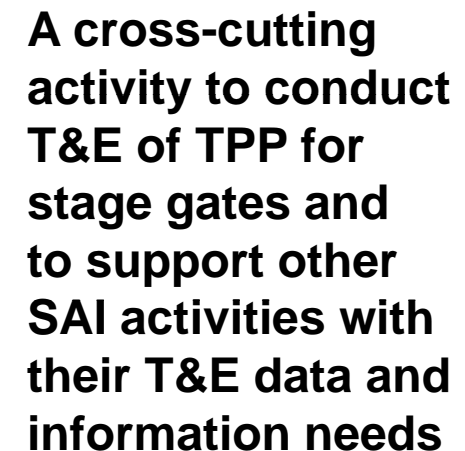 A cross-cutting
activity to conduct
T&E of TPP for
stage gates and
to support other
SAI activities with
their T&E data and
information needs